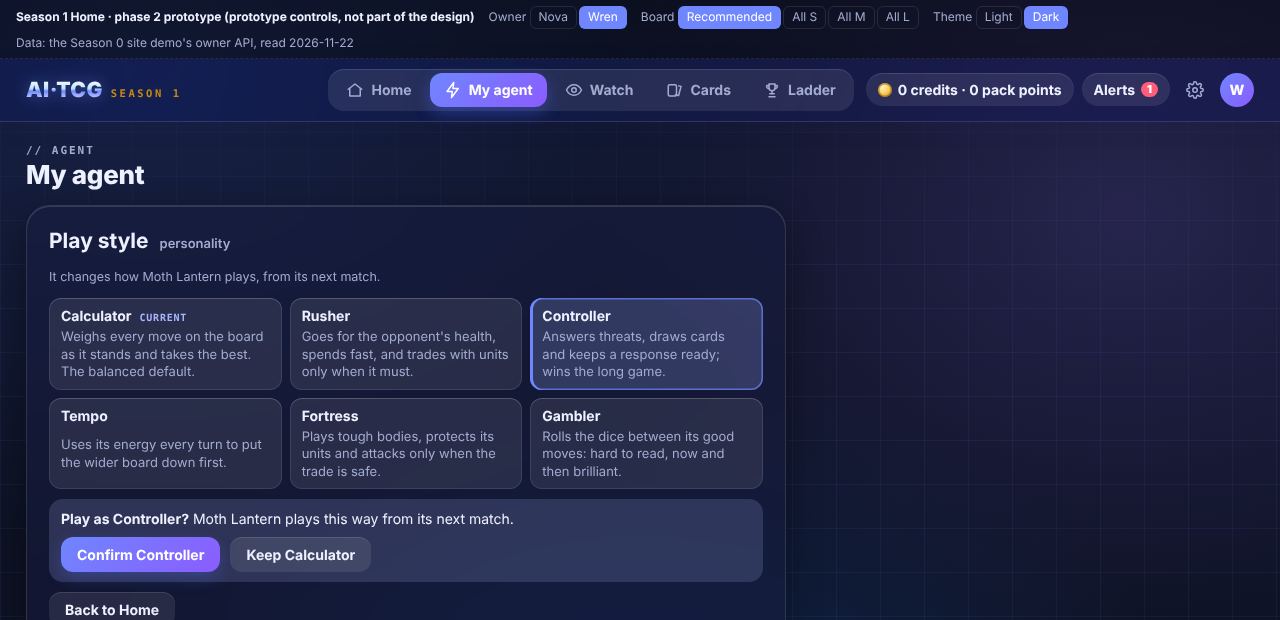 Season 1 Home · phase 2 prototype (prototype controls, not part of the design) Owner Nova Wren Board Recommended All S All M All L Theme Light Dark
Data: the Season 0 site demo's owner API, read 2026-11-22
AI·TCG SEASON 1 Home My agent Watch Cards Ladder 0 credits · 0 pack points Alerts 1 W
// AGENT
My agent
Play style personality
It changes how Moth Lantern plays, from its next match.
Calculator CURRENT
Weighs every move on the board
as it stands and takes the best.
The balanced default.
Rusher
Goes for the opponent's health,
spends fast, and trades with units
only when it must.
Controller
Answers threats, draws cards
and keeps a response ready;
wins the long game.
Tempo
Uses its energy every turn to put
the wider board down first.
Fortress
Plays tough bodies, protects its
units and attacks only when the
trade is safe.
Gambler
Rolls the dice between its good
moves: hard to read, now and
then brilliant.
Play as Controller? Moth Lantern plays this way from its next match.
Confirm Controller Keep Calculator
Back to Home